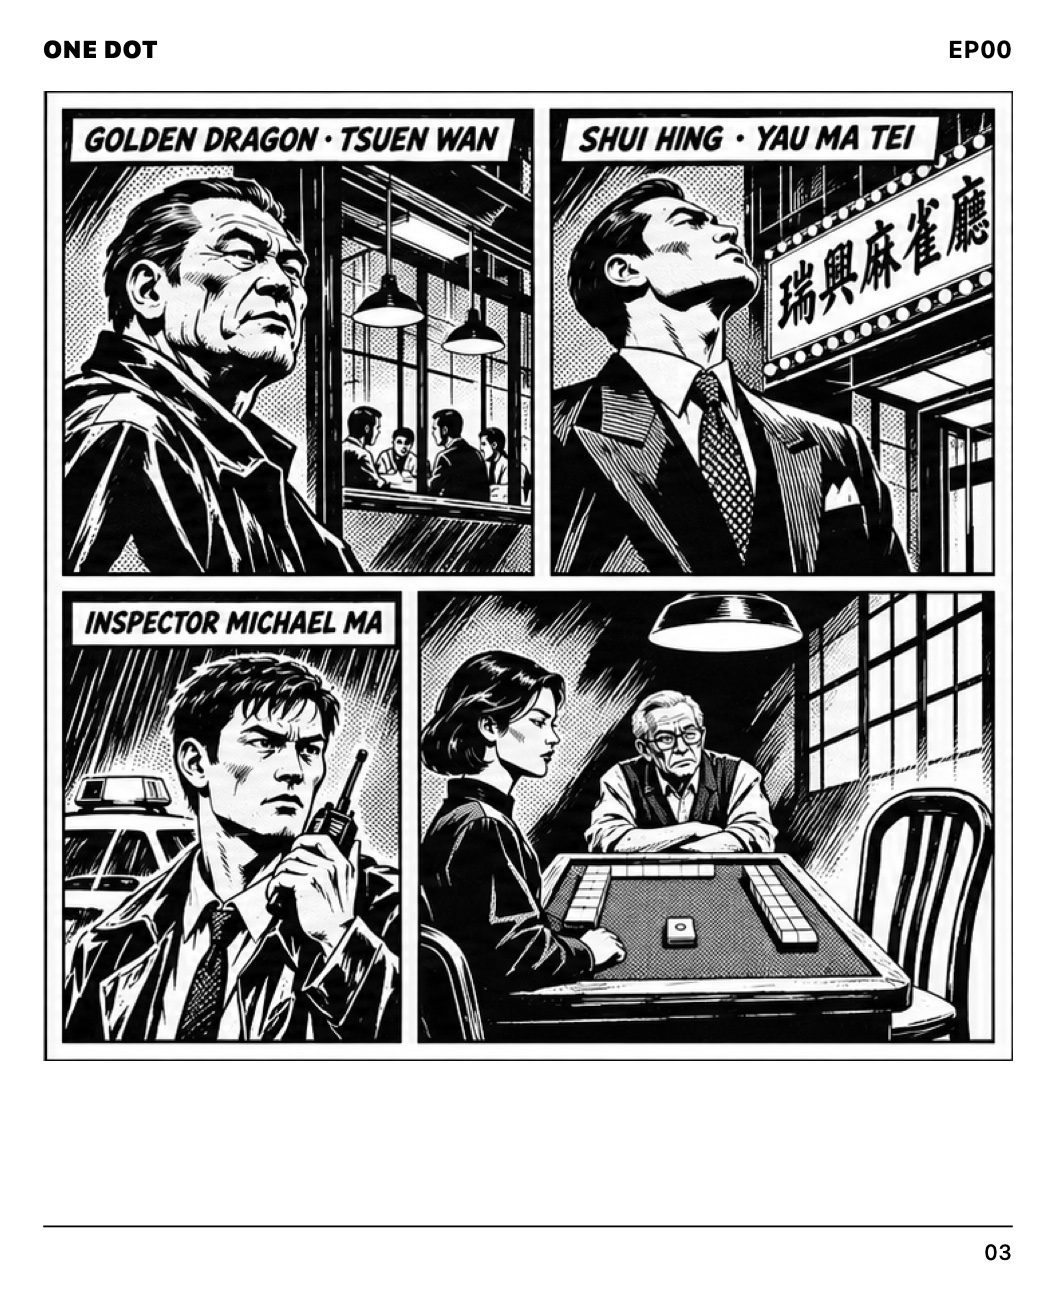 ONE DOT
EP00
GOLDEN DRAGON · TSUEN WAN
SHUI HING · YAU MA TEI
瑞興麻雀廳
INSPECTOR MICHAEL MA
03